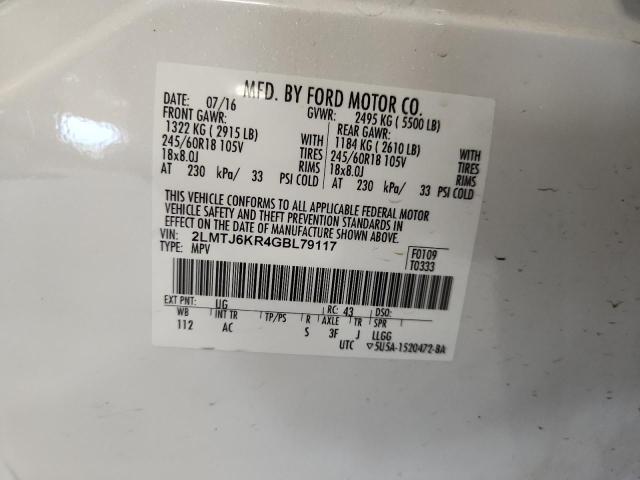 MFD. BY FORD MOTOR CO.
DATE: 07/16 GVWR: 2495 KG ( 5500 LB)
FRONT GAWR: REAR GAWR:
1322 KG ( 2915 LB) WITH 1184 KG ( 2610 LB) WITH
245/60R18 105V TIRES 245/60R18 105V TIRES
18x8.0J RIMS 18x8.0J RIMS
AT 230 kPa/ 33 PSI COLD AT 230 kPa/ 33 PSI COLD
THIS VEHICLE CONFORMS TO ALL APPLICABLE FEDERAL MOTOR
VEHICLE SAFETY AND THEFT PREVENTION STANDARDS IN
EFFECT ON THE DATE OF MANUFACTURE SHOWN ABOVE.
VIN: 2LMTJ6KR4GBL79117
TYPE: MPV
F0109
T0333
EXT PNT: UG RC: 43 DSO:
WB INT TR TP/PS R AXLE TR SPR
112 AC S 3F J LLGG
UTC ▽5U5A-1520472-BA